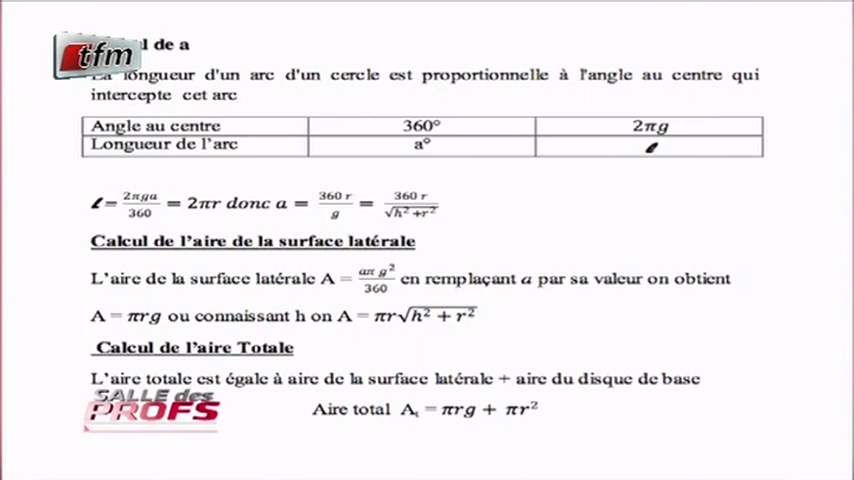 tfm
l de a
La longueur d'un arc d'un cercle est proportionnelle à l'angle au centre qui
intercepte cet arc
Angle au centre 360° 2πg
Longueur de l'arc a° ℓ
ℓ = 2πga/360 = 2πr donc a = 360 r/g = 360 r/√h²+r²
Calcul de l'aire de la surface latérale
L'aire de la surface latérale A = aπ g²/360 en remplaçant a par sa valeur on obtient
A = πrg ou connaissant h on A = πr√h² + r²
Calcul de l'aire Totale
L'aire totale est égale à aire de la surface latérale + aire du disque de base
SALLE des
PROFS
Aire total Aₜ = πrg + πr²